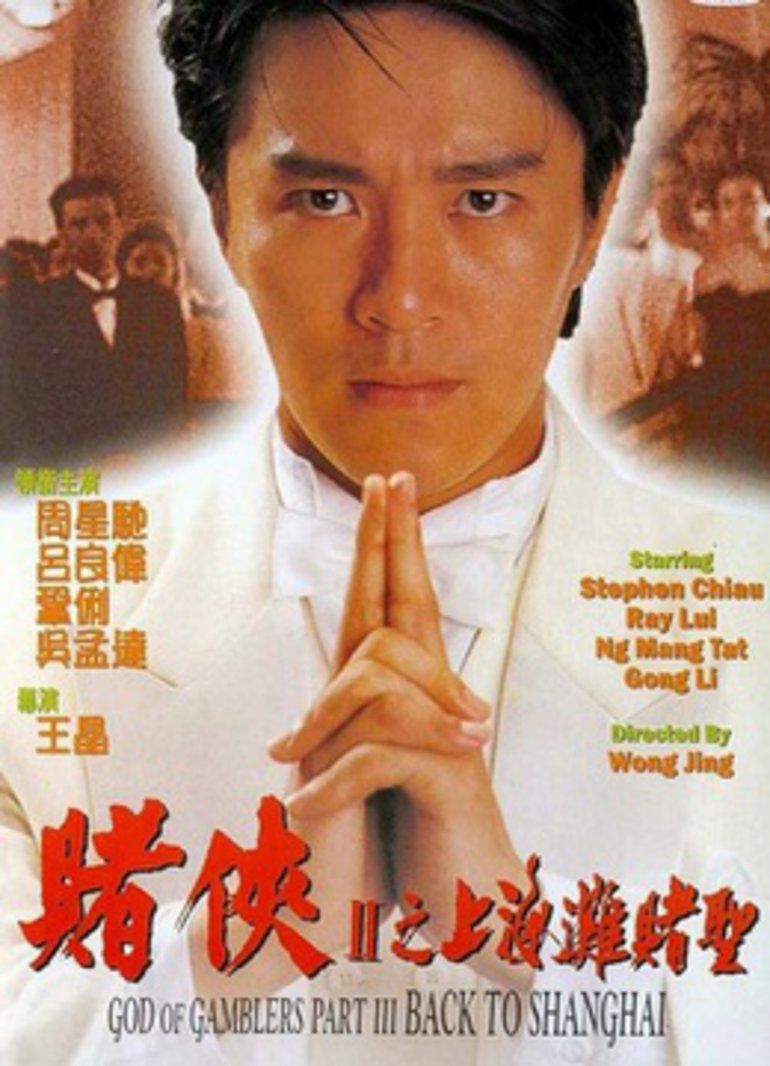 領銜主演
周星馳
呂良偉
鞏俐
吳孟達
導演
王晶
Starring
Stephen Chiau
Ray Lui
Ng Mang Tat
Gong Li
Directed By
Wong Jing
賭俠II之上海灘賭聖
GOD OF GAMBLERS PART III BACK TO SHANGHAI